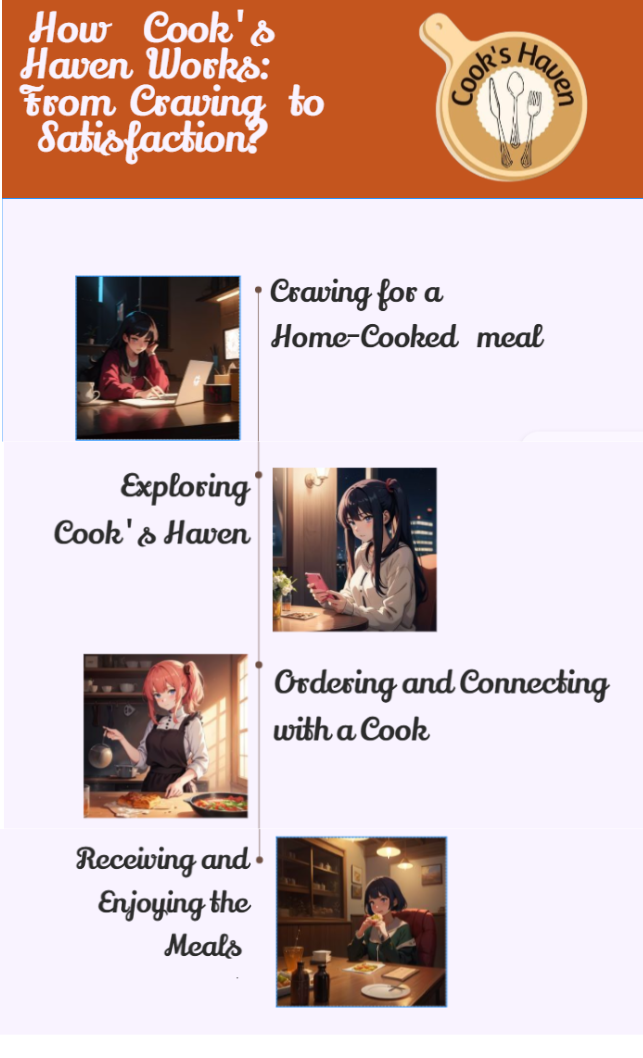 How Cook's
Haven Works:
From Craving to
Satisfaction?
Cook's Haven
Craving for a
Home-Cooked meal
Exploring
Cook's Haven
Ordering and Connecting
with a Cook
Receiving and
Enjoying the
Meals